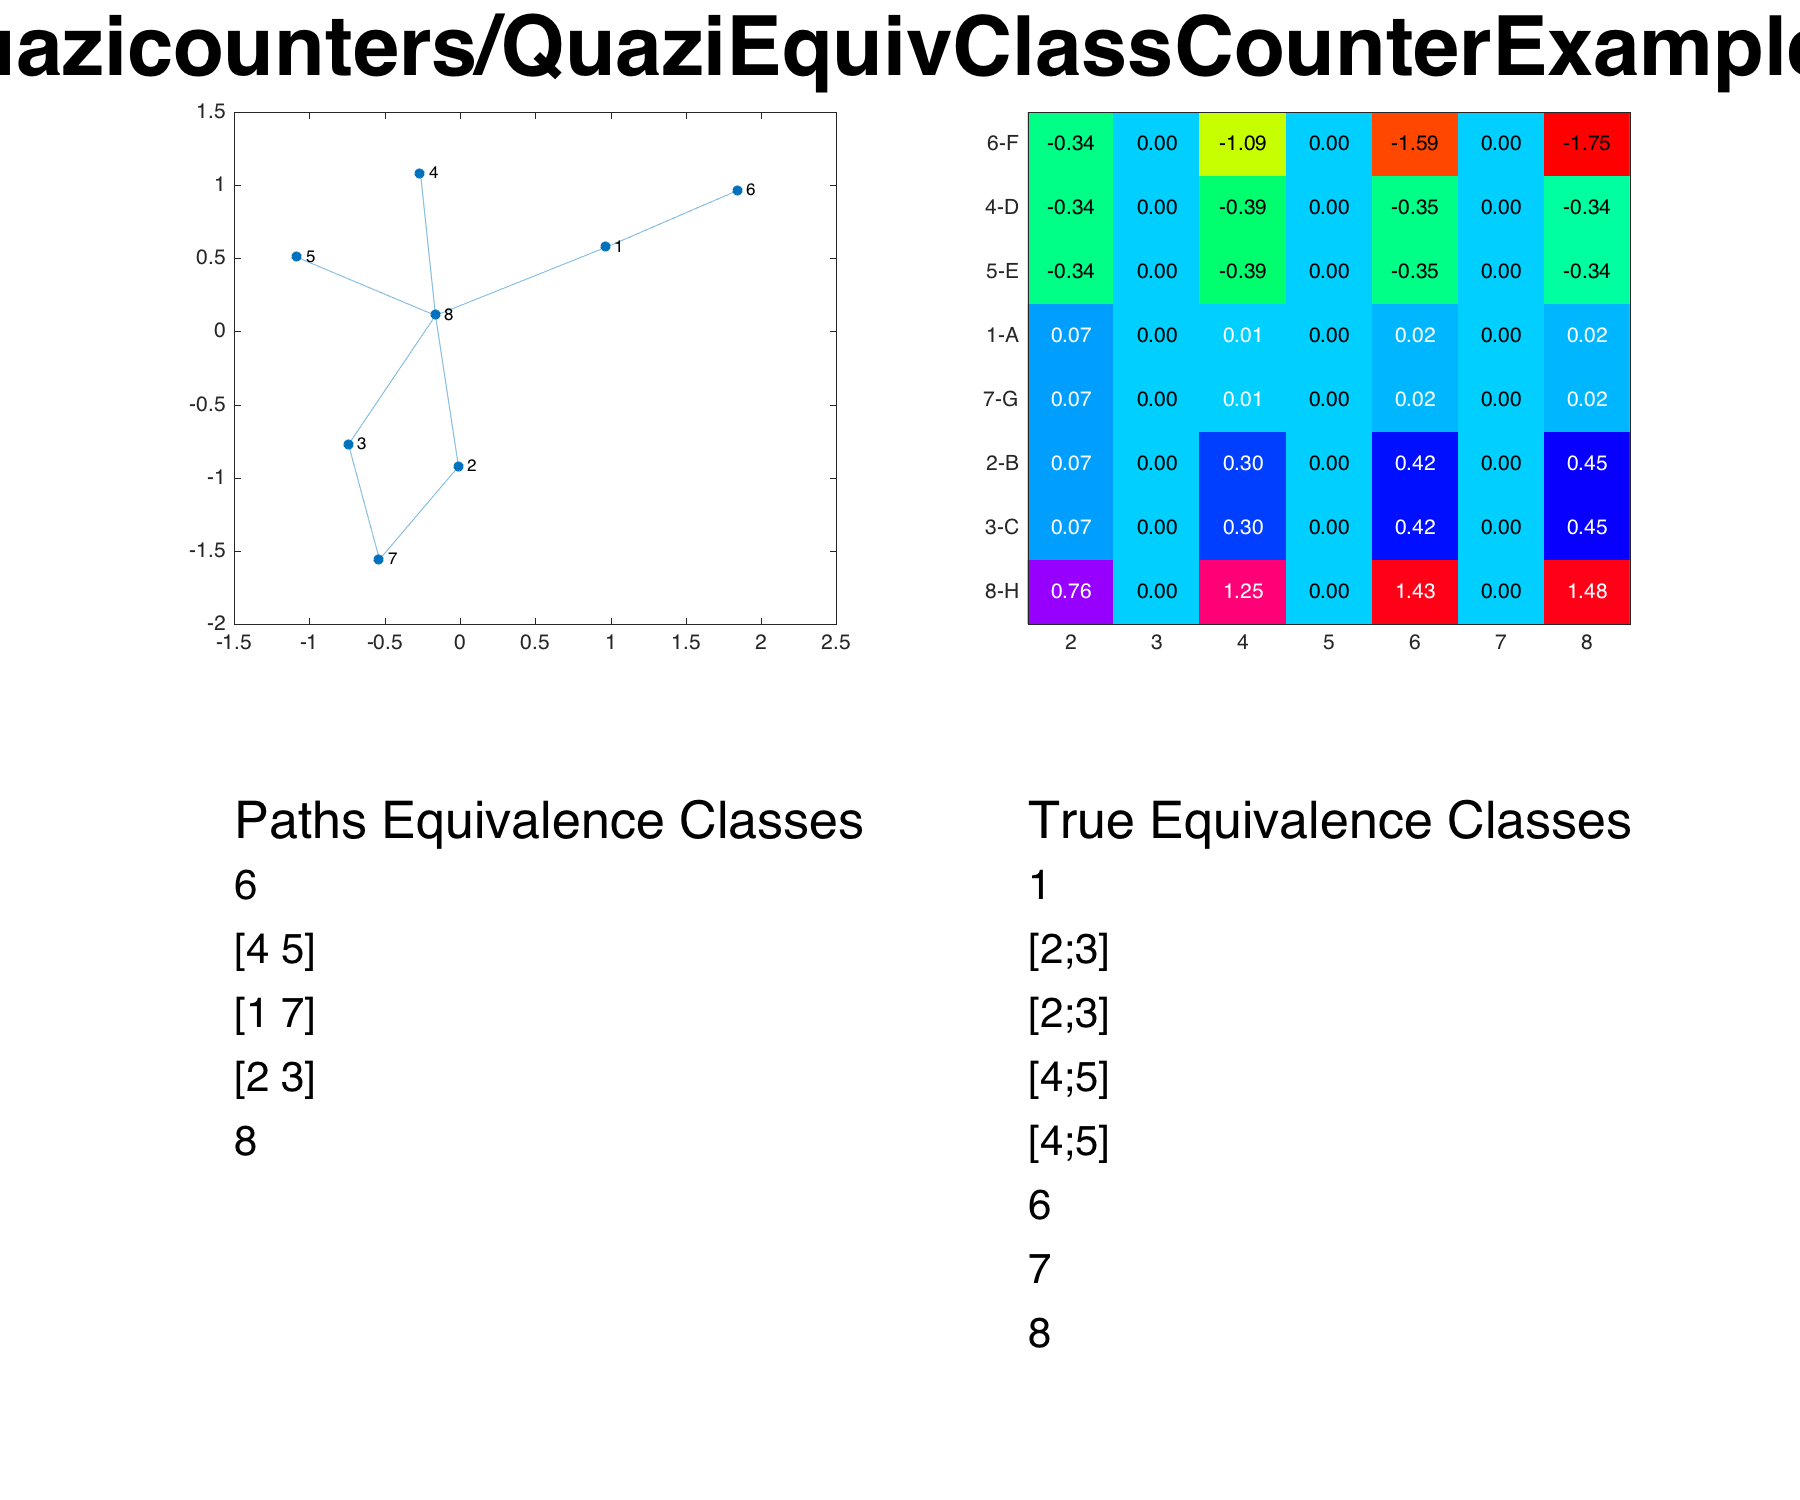 uazicounters/QuaziEquivClassCounterExample
1.5
1
0.5
0
-0.5
-1
-1.5
-2
-1.5 -1 -0.5 0 0.5 1 1.5 2 2.5
4
6
5
1
8
3
2
7
6-F -0.34 0.00 -1.09 0.00 -1.59 0.00 -1.75
4-D -0.34 0.00 -0.39 0.00 -0.35 0.00 -0.34
5-E -0.34 0.00 -0.39 0.00 -0.35 0.00 -0.34
1-A 0.07 0.00 0.01 0.00 0.02 0.00 0.02
7-G 0.07 0.00 0.01 0.00 0.02 0.00 0.02
2-B 0.07 0.00 0.30 0.00 0.42 0.00 0.45
3-C 0.07 0.00 0.30 0.00 0.42 0.00 0.45
8-H 0.76 0.00 1.25 0.00 1.43 0.00 1.48
2 3 4 5 6 7 8
Paths Equivalence Classes
6
[4 5]
[1 7]
[2 3]
8
True Equivalence Classes
1
[2;3]
[2;3]
[4;5]
[4;5]
6
7
8